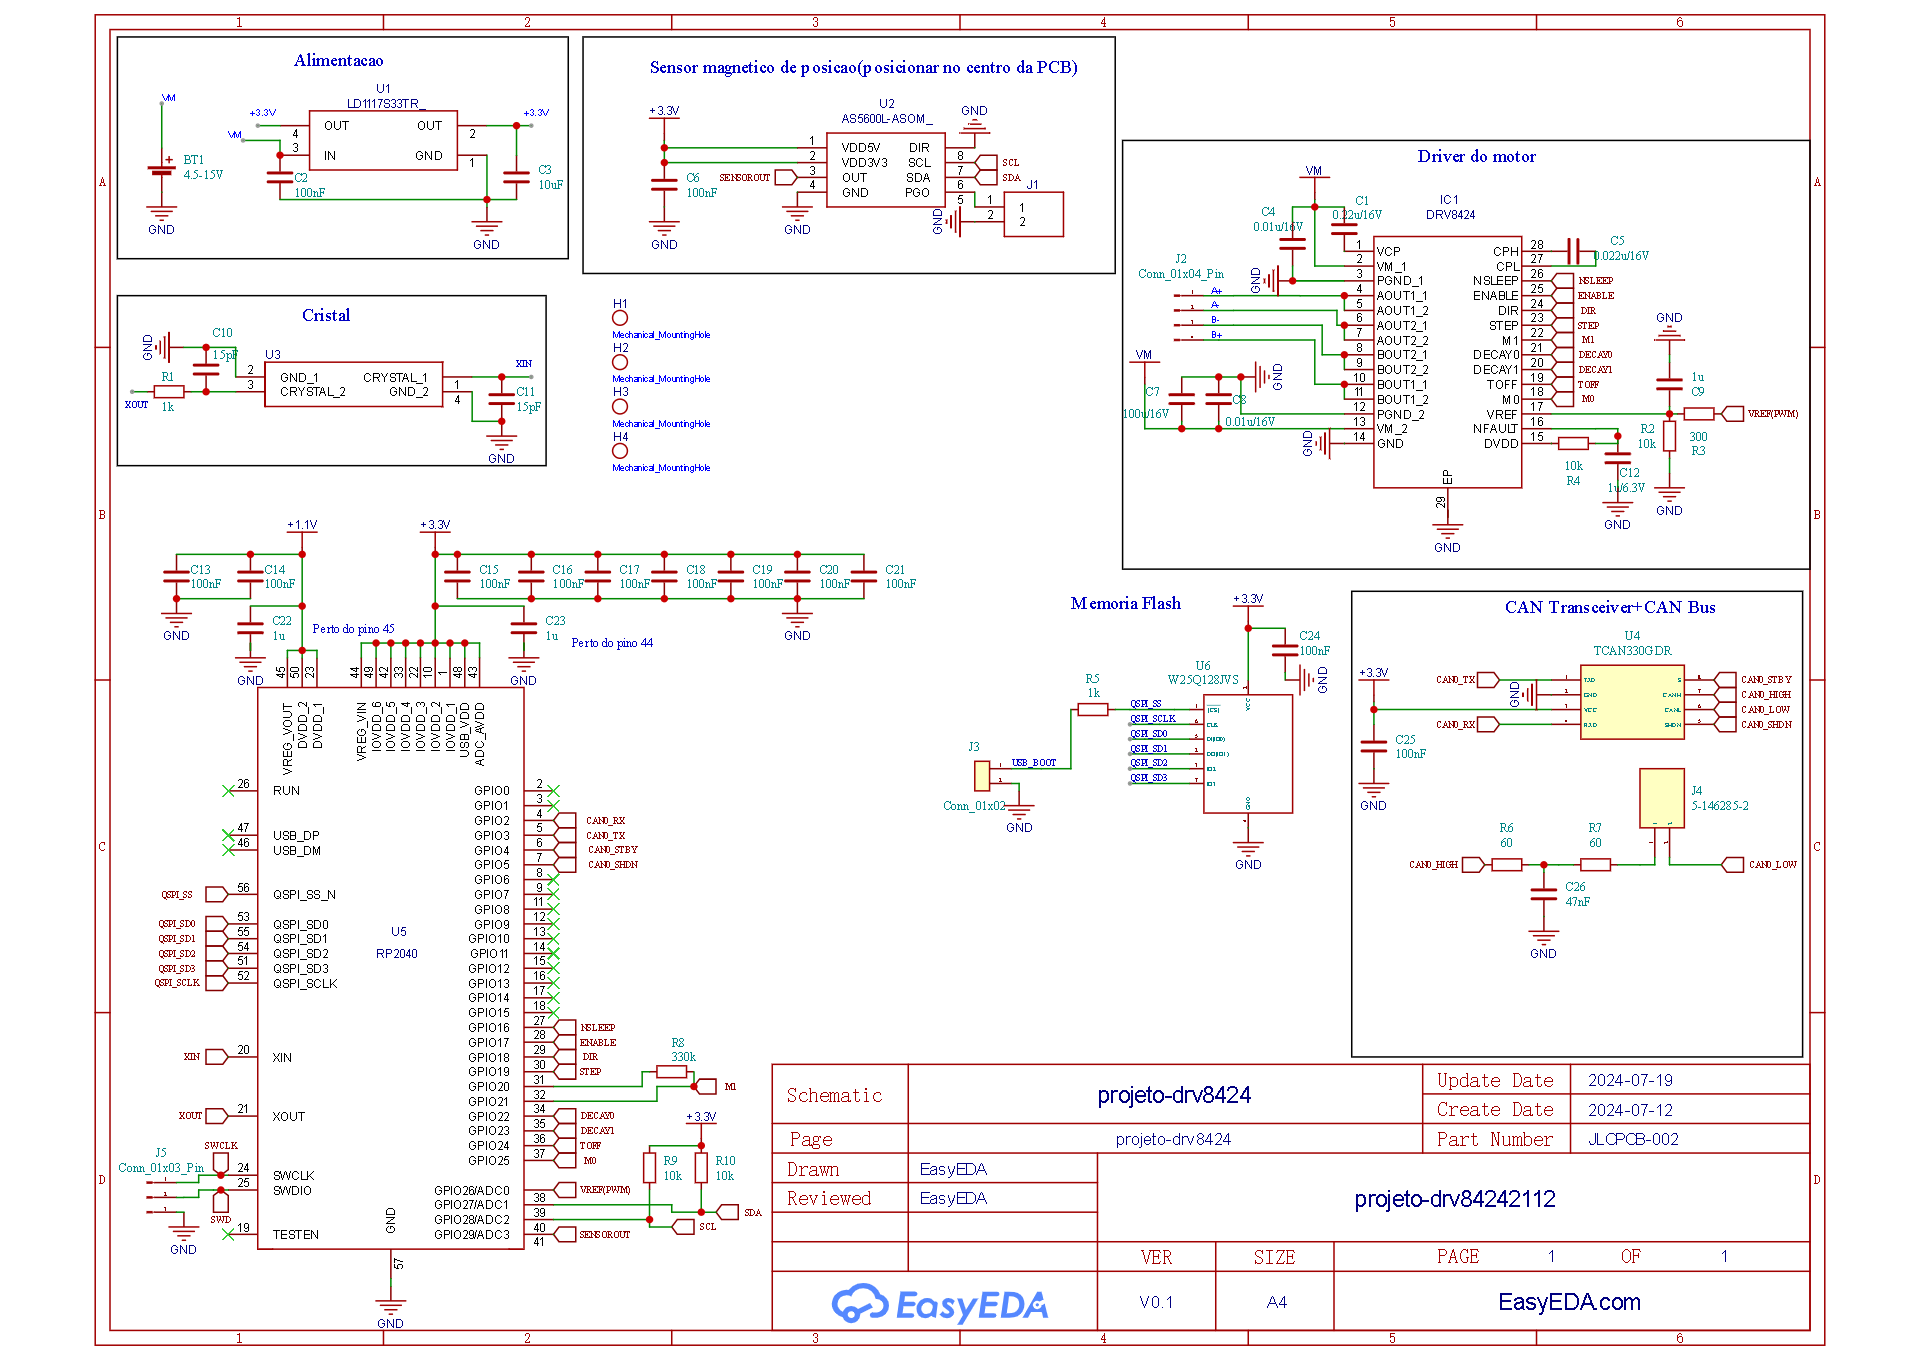 1 2 3 4 5 6
A
B
C
D
Alimentacao
VM
BT1
4.5-15V
GND
U1
LD1117S33TR_
+3.3V
VM
4
3
OUT
IN
OUT
GND
2
1
+3.3V
C2
100nF
C3
10uF
GND
Sensor magnetico de posicao(posicionar no centro da PCB)
+3.3V
C6
100nF
GND
SENSOROUT
GND
U2
AS5600L-ASOM_
1 VDD5V
2 VDD3V3
3 OUT
4 GND
DIR 8
SCL 7
SDA 6
PGO 5
GND
SCL
SDA
GND
J1
1 1
2 2
Cristal
GND
C10
15pF
R1
1k
XOUT
U3
2 GND_1
3 CRYSTAL_2
CRYSTAL_1 1
GND_2 4
XIN
C11
15pF
GND
H1
Mechanical_MountingHole
H2
Mechanical_MountingHole
H3
Mechanical_MountingHole
H4
Mechanical_MountingHole
Driver do motor
VM
C4
0.01u/16V
C1
0.22u/16V
IC1
DRV8424
GND
J2
Conn_01x04_Pin
A+
A-
B-
B+
VM
C7
100u/16V
C8
0.01u/16V
GND
GND
1 VCP
2 VM_1
3 PGND_1
4 AOUT1_1
5 AOUT1_2
6 AOUT2_1
7 AOUT2_2
8 BOUT2_1
9 BOUT2_2
10 BOUT1_1
11 BOUT1_2
12 PGND_2
13 VM_2
14 GND
CPH 28
CPL 27
NSLEEP 26
ENABLE 25
DIR 24
STEP 23
M1 22
DECAY0 21
DECAY1 20
TOFF 19
M0 18
VREF 17
NFAULT 16
DVDD 15
EP
29
GND
C5
0.022u/16V
NSLEEP
ENABLE
DIR
STEP
M1
DECAY0
DECAY1
TOFF
M0
GND
1u
C9
VREF(PWM)
R2
10k
300
R3
10k
R4
C12
1u/6.3V
GND
GND
+1.1V
C13
100nF
C14
100nF
GND
C22
1u
GND
Perto do pino 45
+3.3V
C15
100nF
C16
100nF
C17
100nF
C18
100nF
C19
100nF
C20
100nF
C21
100nF
GND
C23
1u
GND
Perto do pino 44
45 VREG_VOUT
50 DVDD_2
23 DVDD_1
44 VREG_VIN
49 IOVDD_6
42 IOVDD_5
33 IOVDD_4
22 IOVDD_3
10 IOVDD_2
1 IOVDD_1
48 USB_VDD
43 ADC_AVDD
U5
RP2040
26 RUN
47 USB_DP
46 USB_DM
QSPI_SS 56 QSPI_SS_N
QSPI_SD0 53 QSPI_SD0
QSPI_SD1 55 QSPI_SD1
QSPI_SD2 54 QSPI_SD2
QSPI_SD3 51 QSPI_SD3
QSPI_SCLK 52 QSPI_SCLK
XIN 20 XIN
XOUT 21 XOUT
SWCLK
J5
Conn_01x03_Pin
24 SWCLK
25 SWDIO
SWD
19 TESTEN
GND
GND
57
GND
GPIO0 2
GPIO1 3
GPIO2 4 CAN0_RX
GPIO3 5 CAN0_TX
GPIO4 6 CAN0_STBY
GPIO5 7 CAN0_SHDN
GPIO6 8
GPIO7 9
GPIO8 11
GPIO9 12
GPIO10 13
GPIO11 14
GPIO12 15
GPIO13 16
GPIO14 17
GPIO15 18
GPIO16 27 NSLEEP
GPIO17 28 ENABLE
GPIO18 29 DIR
GPIO19 30 STEP
GPIO20 31
GPIO21 32
GPIO22 34 DECAY0
GPIO23 35 DECAY1
GPIO24 36 TOFF
GPIO25 37 M0
GPIO26/ADC0 38 VREF(PWM)
GPIO27/ADC1 39
GPIO28/ADC2 40
GPIO29/ADC3 41 SENSOROUT
R8
330k
M1
+3.3V
R9
10k
R10
10k
SDA
SCL
Memoria Flash
+3.3V
C24
100nF
GND
U6
W25Q128JVS
R5
1k
QSPI_SS
QSPI_SCLK
QSPI_SD0
QSPI_SD1
QSPI_SD2
QSPI_SD3
J3
USB_BOOT
Conn_01x02
GND
GND
CAN Transceiver+CAN Bus
U4
TCAN330GDR
+3.3V
CAN0_TX
GND
CAN0_RX
TXD
GND
VCC
RXD
S
CANH
CANL
SHDN
CAN0_STBY
CAN0_HIGH
CAN0_LOW
CAN0_SHDN
C25
100nF
GND
J4
5-146285-2
R6
60
R7
60
CAN0_HIGH
CAN0_LOW
C26
47nF
GND
Schematic
projeto-drv8424
Update Date 2024-07-19
Create Date 2024-07-12
Page
projeto-drv8424
Part Number JLCPCB-002
Drawn EasyEDA
Reviewed EasyEDA
projeto-drv84242112
VER SIZE PAGE 1 OF 1
EasyEDA
V0.1 A4 EasyEDA.com
A
B
C
D
1 2 3 4 5 6